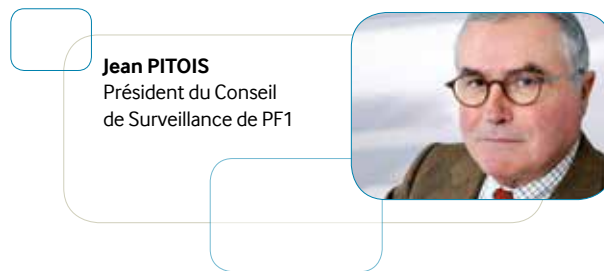 Jean PITOIS
Président du Conseil
de Surveillance de PF1